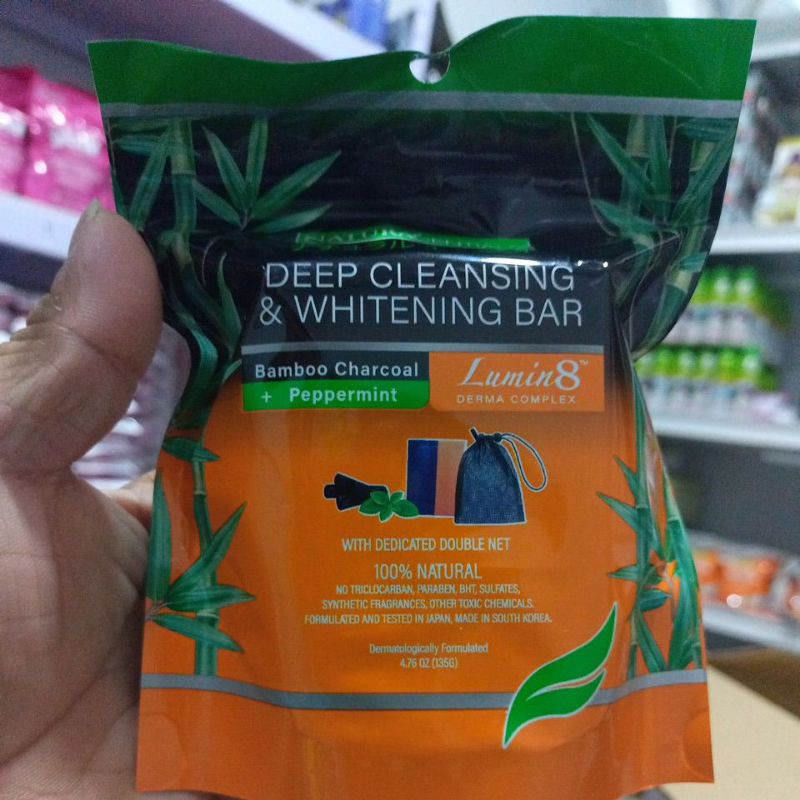 DEEP CLEANSING
& WHITENING BAR
Bamboo Charcoal
+ Peppermint
Lumin8™
DERMA COMPLEX
WITH DEDICATED DOUBLE NET
100% NATURAL
NO TRICLOCARBAN, PARABEN, BHT, SULFATES,
SYNTHETIC FRAGRANCES, OTHER TOXIC CHEMICALS.
FORMULATED AND TESTED IN JAPAN, MADE IN SOUTH KOREA.
Dermatologically Formulated
4.76 OZ (135G)